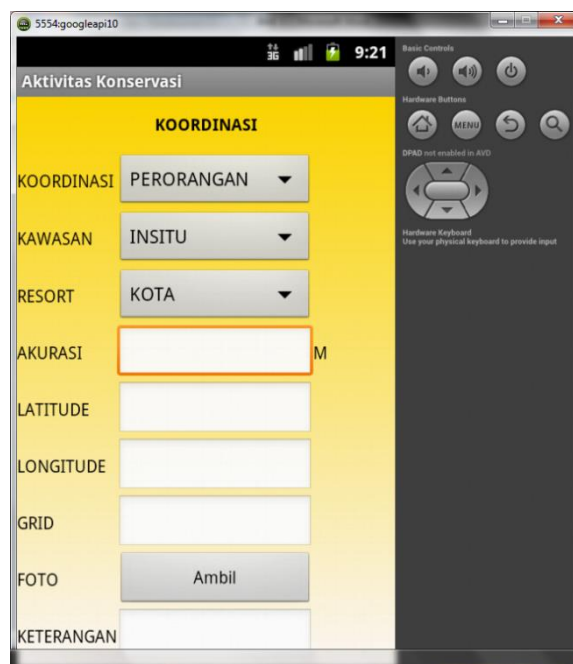 5554:googleapi10
3G 9:21
Aktivitas Konservasi
KOORDINASI
KOORDINASI PERORANGAN
KAWASAN INSITU
RESORT KOTA
AKURASI M
LATITUDE
LONGITUDE
GRID
FOTO Ambil
KETERANGAN
Basic Controls
Hardware Buttons
MENU
DPAD not enabled in AVD
Hardware Keyboard
Use your physical keyboard to provide input